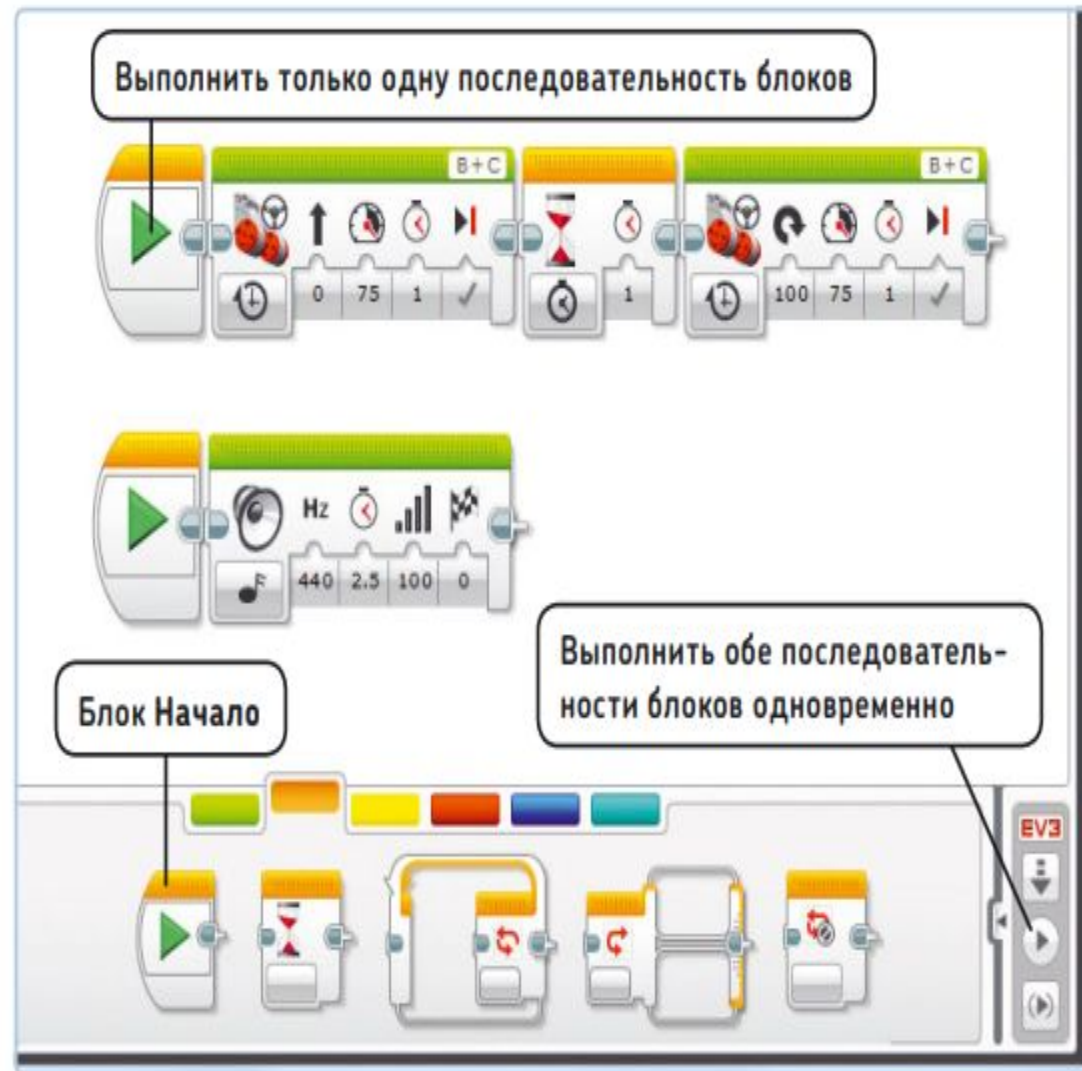 Выполнить только одну последовательность блоков
B+C
B+C
0 75 1
1
100 75 1
Hz
440 2.5 100 0
Выполнить обе последователь-
ности блоков одновременно
Блок Начало
EV3